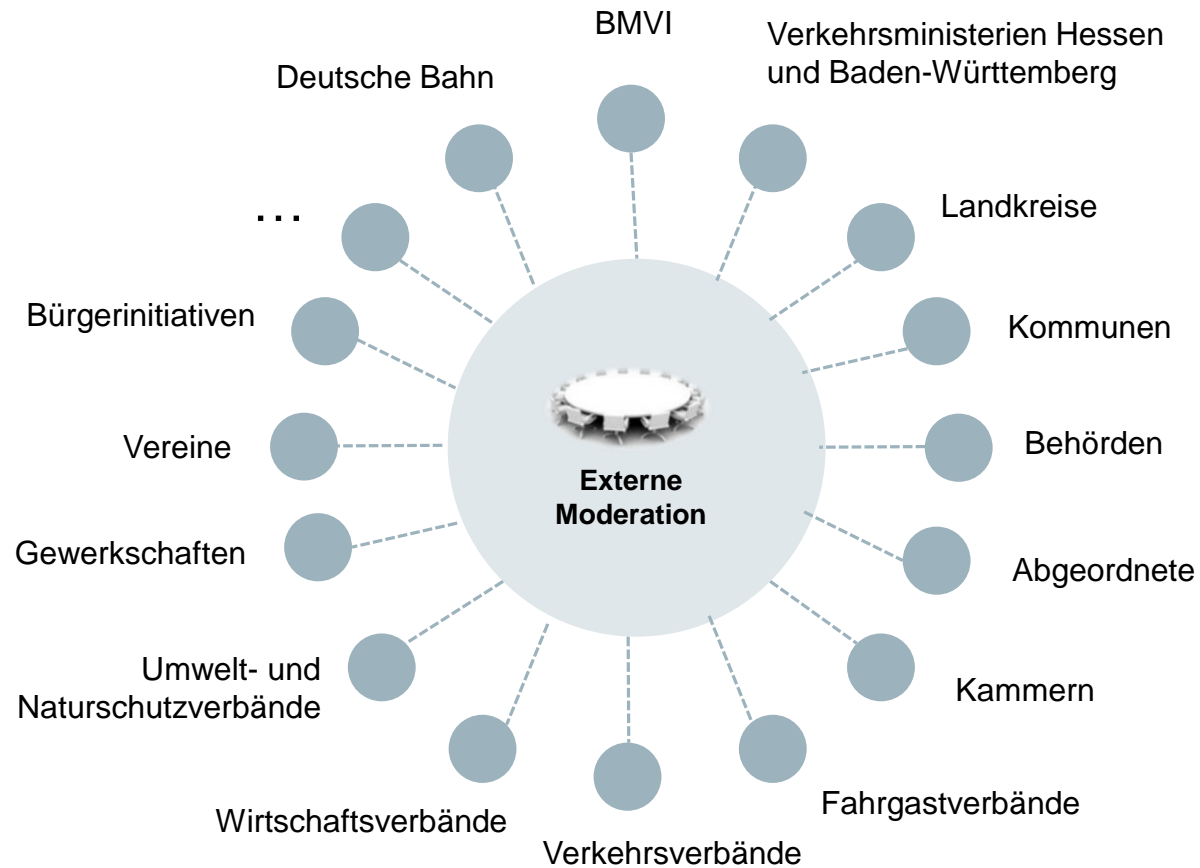 BMVI
Verkehrsministerien Hessen
und Baden-Württemberg
Landkreise
Kommunen
Behörden
Abgeordnete
Kammern
Fahrgastverbände
Verkehrsverbände
Wirtschaftsverbände
Umwelt- und
Naturschutzverbände
Gewerkschaften
Vereine
Bürgerinitiativen
...
Deutsche Bahn
Externe
Moderation